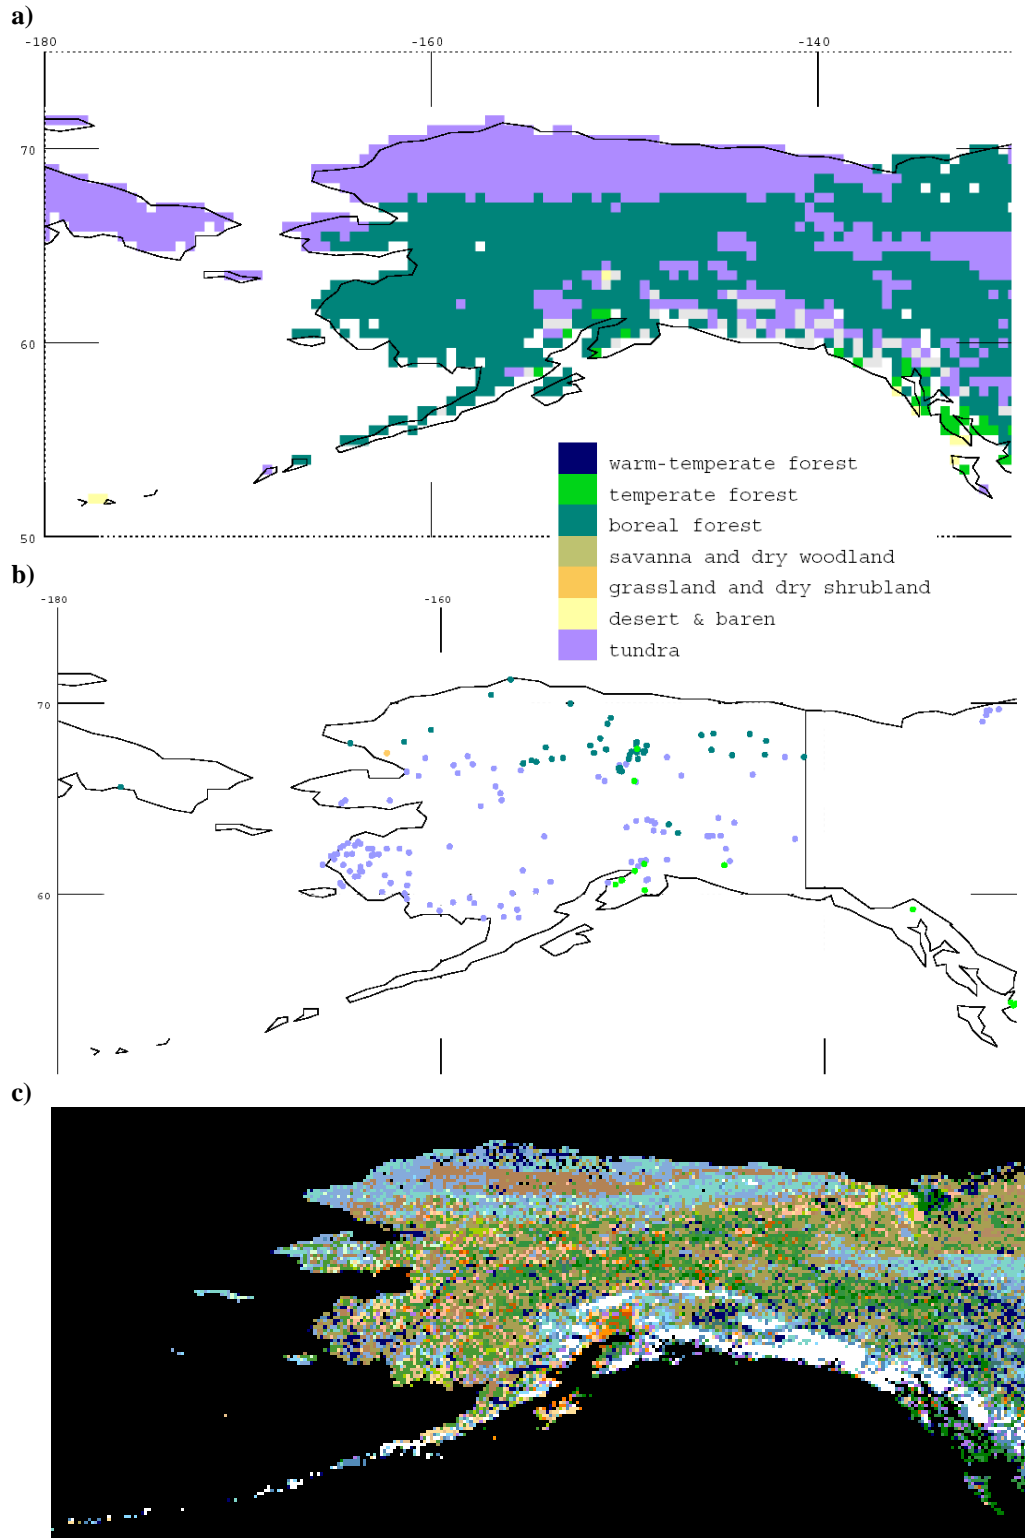 a)
-180
-160
-140
70
60
50
warm-temperate forest
temperate forest
boreal forest
savanna and dry woodland
grassland and dry shrubland
desert & baren
tundra
b)
-180
-160
70
60
c)